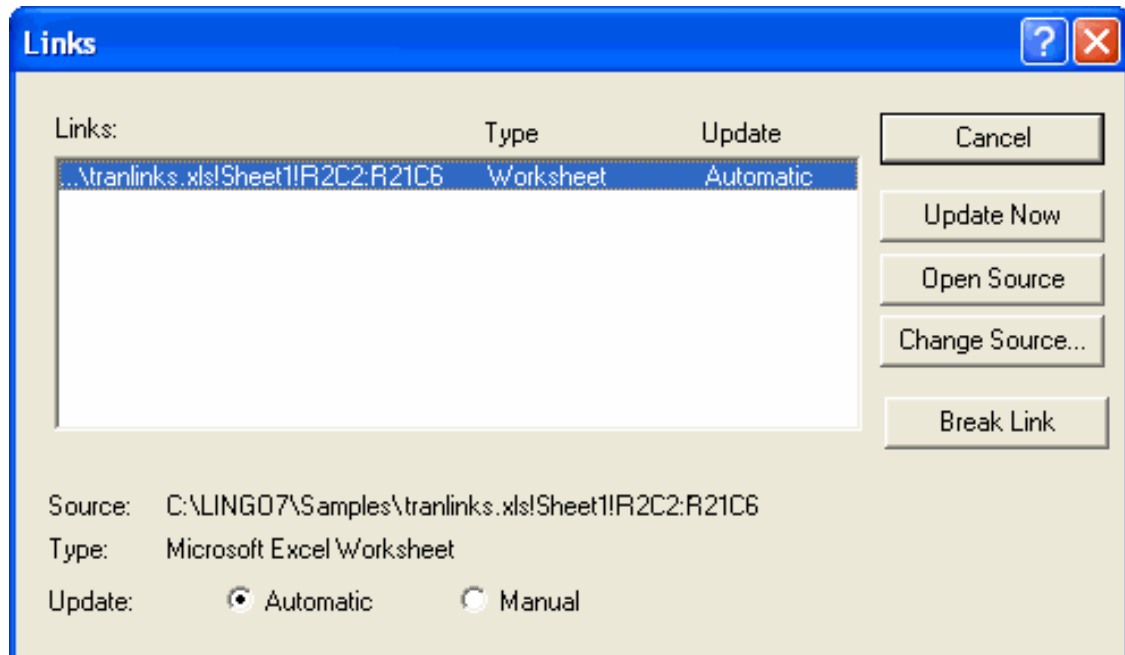 Links
Links: Type Update
...\tranlinks.xls!Sheet1!R2C2:R21C6 Worksheet Automatic
Cancel
Update Now
Open Source
Change Source...
Break Link
Source: C:\LINGO7\Samples\tranlinks.xls!Sheet1!R2C2:R21C6
Type: Microsoft Excel Worksheet
Update: Automatic Manual